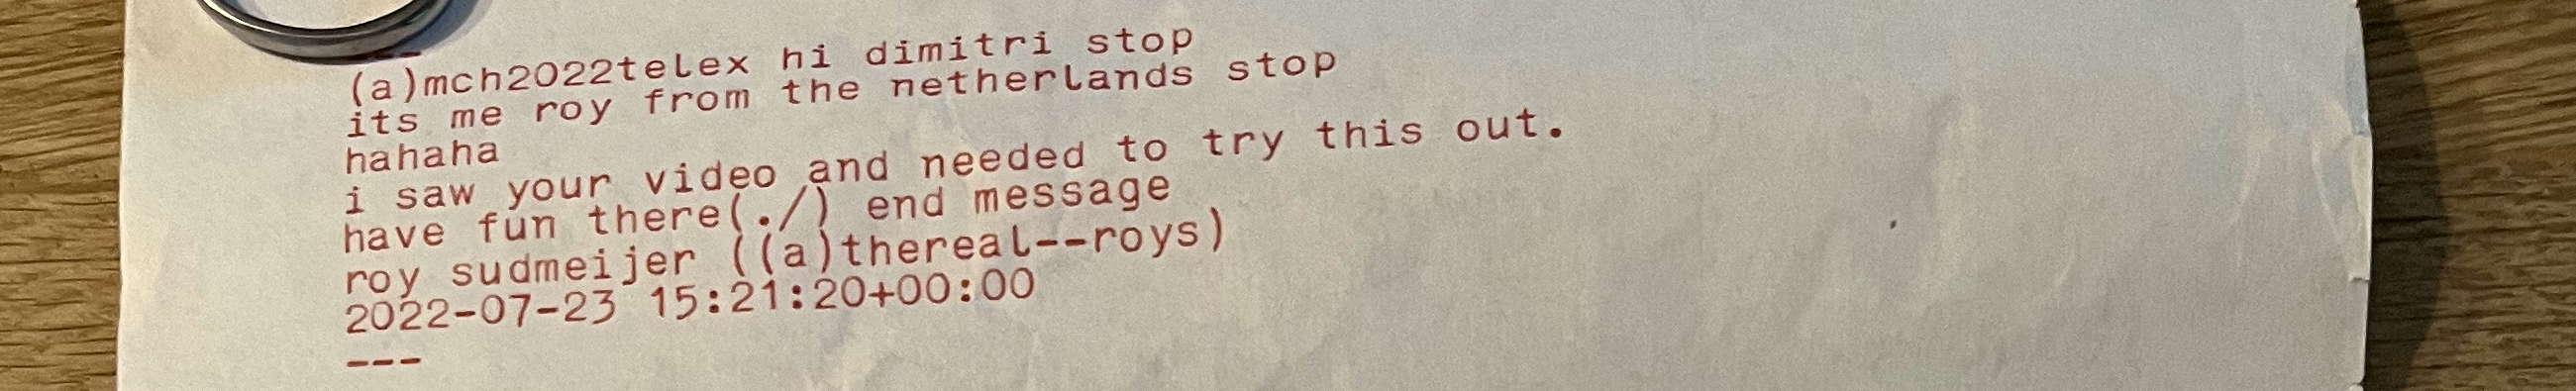 ---
(a)mch2022telex hi dimitri stop
its me roy from the netherlands stop
hahaha
i saw your video and needed to try this out.
have fun there(./) end message
roy sudmeijer ((a)thereal--roys)
2022-07-23 15:21:20+00:00
---